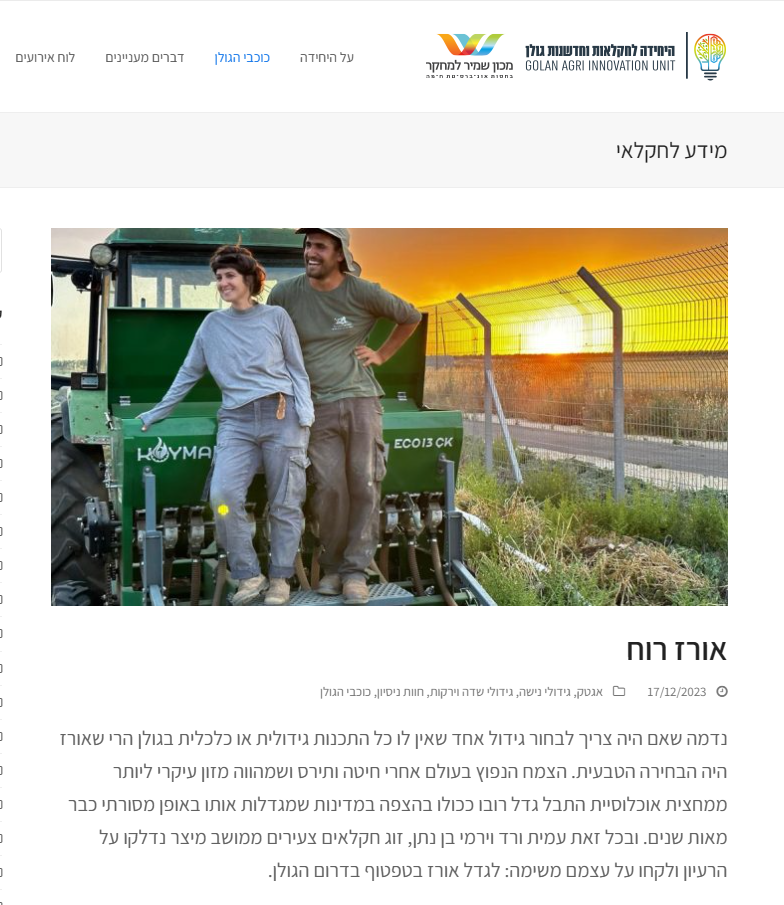 היחידה לחקלאות וחדשנות גולן
GOLAN AGRI INNOVATION UNIT
מכון שמיר למחקר
בחסות אוניברסיטת חיפה
על היחידה
כוכבי הגולן
דברים מעניינים
לוח אירועים
מידע לחקלאי
ECO13 CK
אורז רוח
17/12/2023 אגטק, גידולי נישה, גידולי שדה וירקות, חוות ניסיון, כוכבי הגולן
נדמה שאם היה צריך לבחור גידול אחד שאין לו כל התכנות גידולית או כלכלית בגולן הרי שאורז
היה הבחירה הטבעית. הצמח הנפוץ בעולם אחרי חיטה ותירס ושמהווה מזון עיקרי ליותר
ממחצית אוכלוסיית התבל גדל רובו ככולו בהצפה במדינות שמגדלות אותו באופן מסורתי כבר
מאות שנים. ובכל זאת עמית ורד וירמי בן נתן, זוג חקלאים צעירים ממושב מיצר נדלקו על
הרעיון ולקחו על עצמם משימה: לגדל אורז בטפטוף בדרום הגולן.